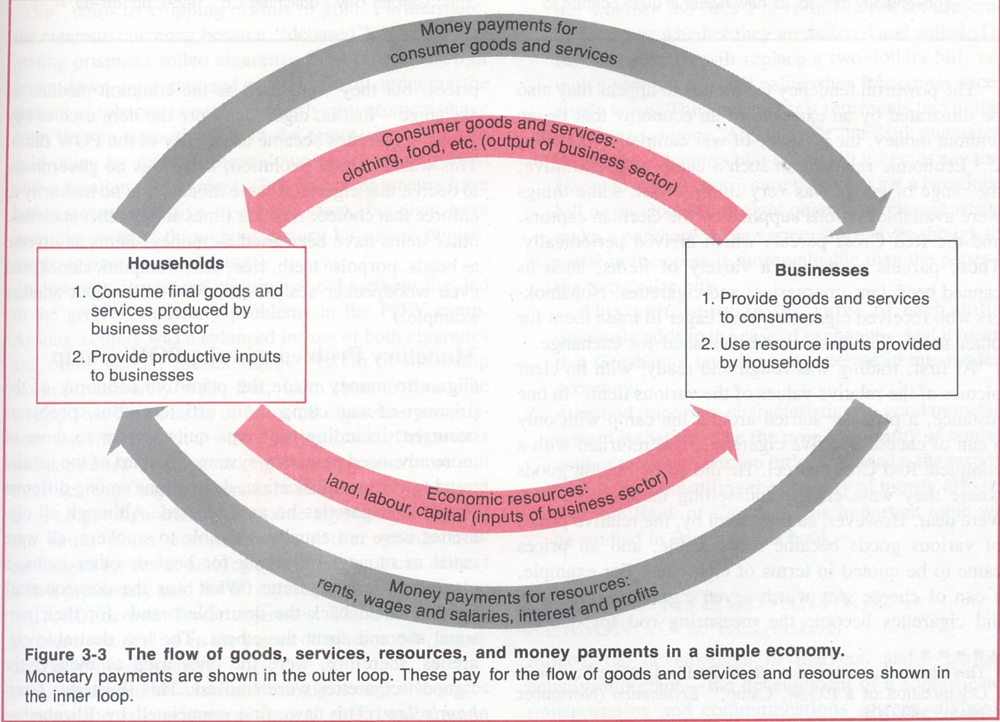 Money payments for
consumer goods and services
Consumer goods and services:
clothing, food, etc. (output of business sector)
Households
1. Consume final goods and
services produced by
business sector
2. Provide productive inputs
to businesses
Businesses
1. Provide goods and services
to consumers
2. Use resource inputs provided
by households
Economic resources:
land, labour, capital (inputs of business sector)
Money payments for resources:
rents, wages and salaries, interest and profits
Figure 3-3 The flow of goods, services, resources, and money payments in a simple economy.
Monetary payments are shown in the outer loop. These pay for the flow of goods and services and resources shown in
the inner loop.